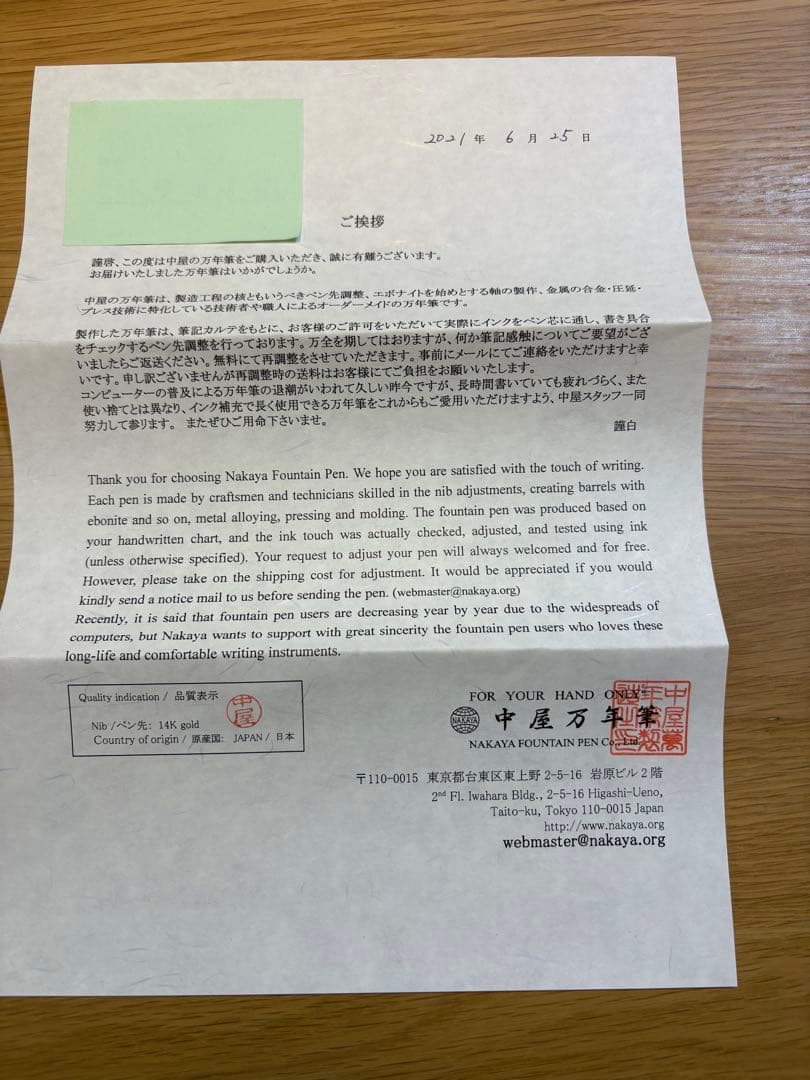 2021年 6月 25日
ご挨拶
謹啓、この度は中屋の万年筆をご購入いただき、誠に有難うございます。
お届けいたしました万年筆はいかがでしょうか。
中屋の万年筆は、製造工程の核ともいうべきペン先調整、エボナイトを始めとする軸の製作、金属の合金・圧延・
プレス技術に特化している技術者や職人によるオーダーメイドの万年筆です。
製作した万年筆は、筆記カルテをもとに、お客様のご許可をいただいて実際にインクをペン芯に通し、書き具合
をチェックするペン先調整を行っております。万全を期してはおりますが、何か筆記感触についてご要望がござ
いましたらご返送ください。無料にて再調整をさせていただきます。事前にメールにてご連絡をいただけますと幸
いです。申し訳ございませんが再調整時の送料はお客様にてご負担をお願いいたします。
コンピューターの普及による万年筆の退潮がいわれて久しい昨今ですが、長時間書いていても疲れづらく、また
使い捨てとは異なり、インク補充で長く使用できる万年筆をこれからもご愛用いただけますよう、中屋スタッフ一同
努力して参ります。 またぜひご用命下さいませ。
謹白
Thank you for choosing Nakaya Fountain Pen. We hope you are satisfied with the touch of writing.
Each pen is made by craftsmen and technicians skilled in the nib adjustments, creating barrels with
ebonite and so on, metal alloying, pressing and molding. The fountain pen was produced based on
your handwritten chart, and the ink touch was actually checked, adjusted, and tested using ink
(unless otherwise specified). Your request to adjust your pen will always welcomed and for free.
However, please take on the shipping cost for adjustment. It would be appreciated if you would
kindly send a notice mail to us before sending the pen. (webmaster@nakaya.org)
Recently, it is said that fountain pen users are decreasing year by year due to the widespreads of
computers, but Nakaya wants to support with great sincerity the fountain pen users who loves these
long-life and comfortable writing instruments.
Quality indication / 品質表示
中屋
Nib /ペン先: 14K gold
Country of origin / 原産国: JAPAN / 日本
FOR YOUR HAND ONLY
NAKAYA 中屋万年筆
NAKAYA FOUNTAIN PEN Co., Ltd.
〒110-0015 東京都台東区東上野 2-5-16 岩原ビル 2 階
2nd Fl. Iwahara Bldg., 2-5-16 Higashi-Ueno,
Taito-ku, Tokyo 110-0015 Japan
http://www.nakaya.org
webmaster@nakaya.org